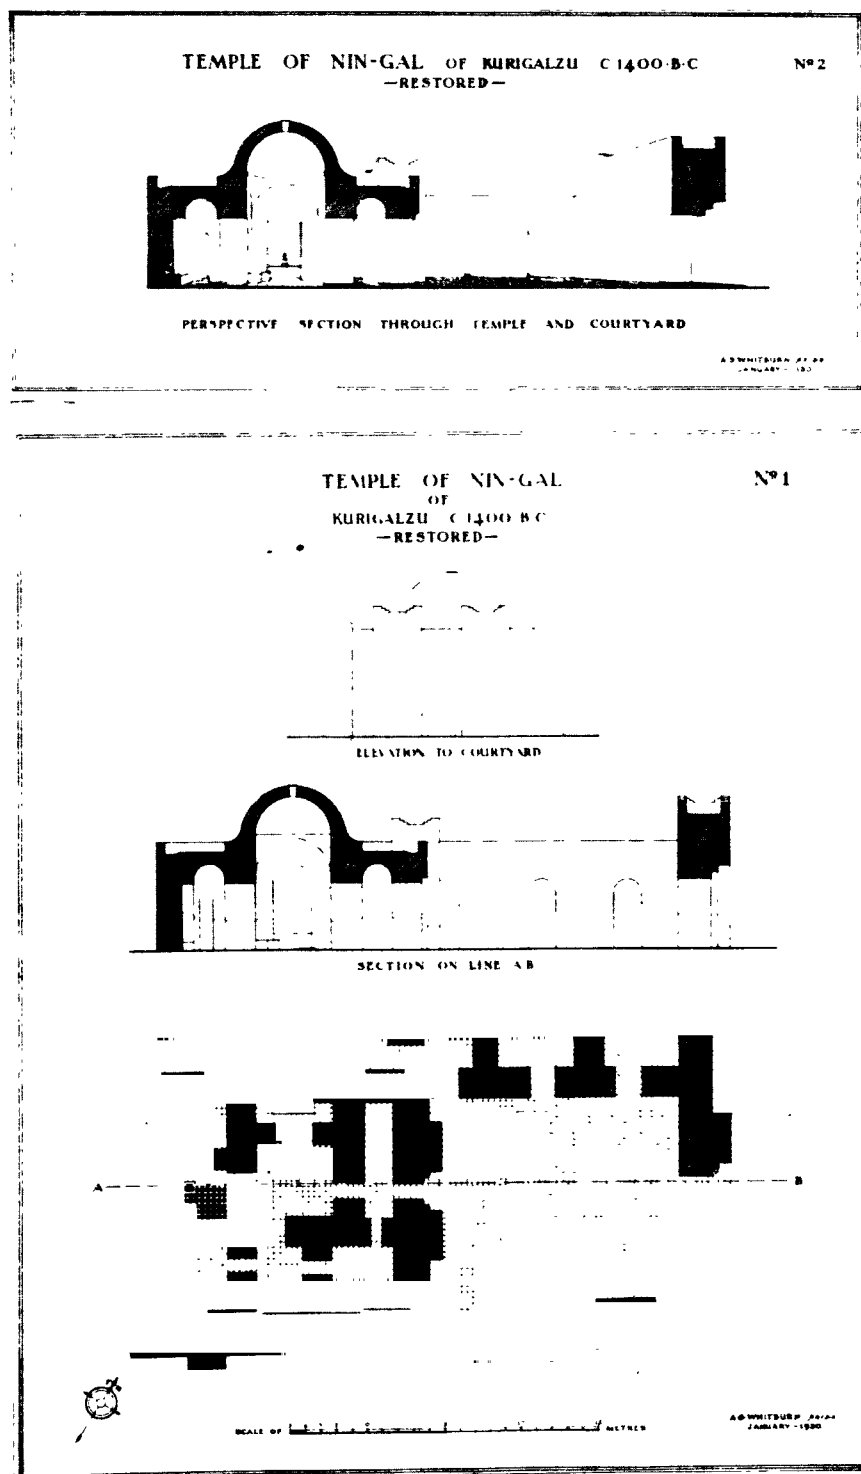 TEMPLE OF NIN-GAL OF KURIGALZU C 1400·B·C
Nº 2
—RESTORED—
PERSPECTIVE SECTION THROUGH TEMPLE AND COURTYARD
A·S·WHITBURN
JANUARY -
TEMPLE OF NIN-GAL
Nº 1
OF
KURIGALZU C 1400 B·C
—RESTORED—
ELEVATION TO COURTYARD
SECTION ON LINE A·B
A
B
SCALE OF
METRES
A·S·WHITBURN
JANUARY - 1930